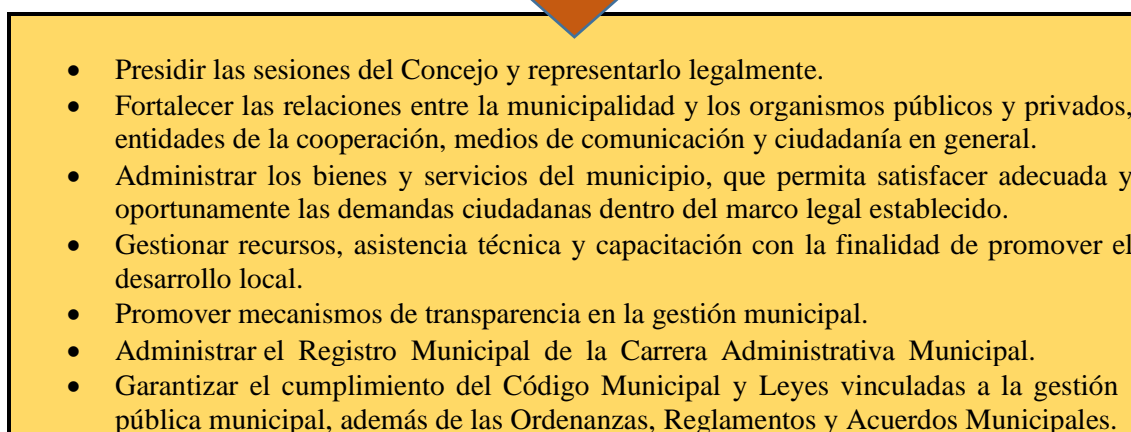 • Presidir las sesiones del Concejo y representarlo legalmente.
• Fortalecer las relaciones entre la municipalidad y los organismos públicos y privados,
entidades de la cooperación, medios de comunicación y ciudadanía en general.
• Administrar los bienes y servicios del municipio, que permita satisfacer adecuada y
oportunamente las demandas ciudadanas dentro del marco legal establecido.
• Gestionar recursos, asistencia técnica y capacitación con la finalidad de promover el
desarrollo local.
• Promover mecanismos de transparencia en la gestión municipal.
• Administrar el Registro Municipal de la Carrera Administrativa Municipal.
• Garantizar el cumplimiento del Código Municipal y Leyes vinculadas a la gestión
pública municipal, además de las Ordenanzas, Reglamentos y Acuerdos Municipales.